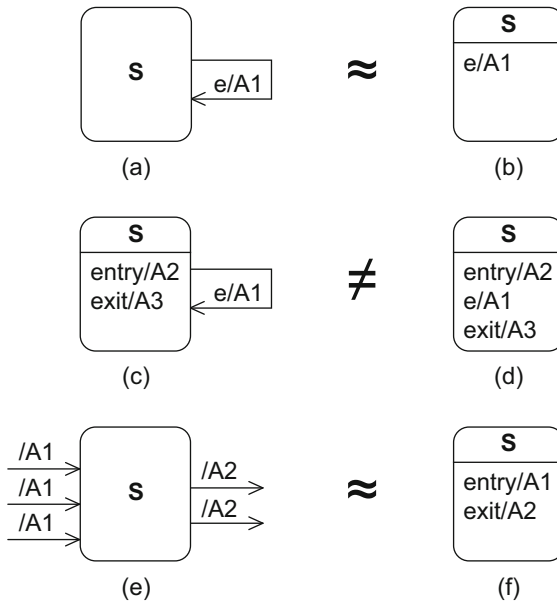 S
e/A1
≈
S
e/A1
(a)
(b)
S
entry/A2
exit/A3
e/A1
≠
S
entry/A2
e/A1
exit/A3
(c)
(d)
/A1
/A1
/A1
S
/A2
/A2
≈
S
entry/A1
exit/A2
(e)
(f)